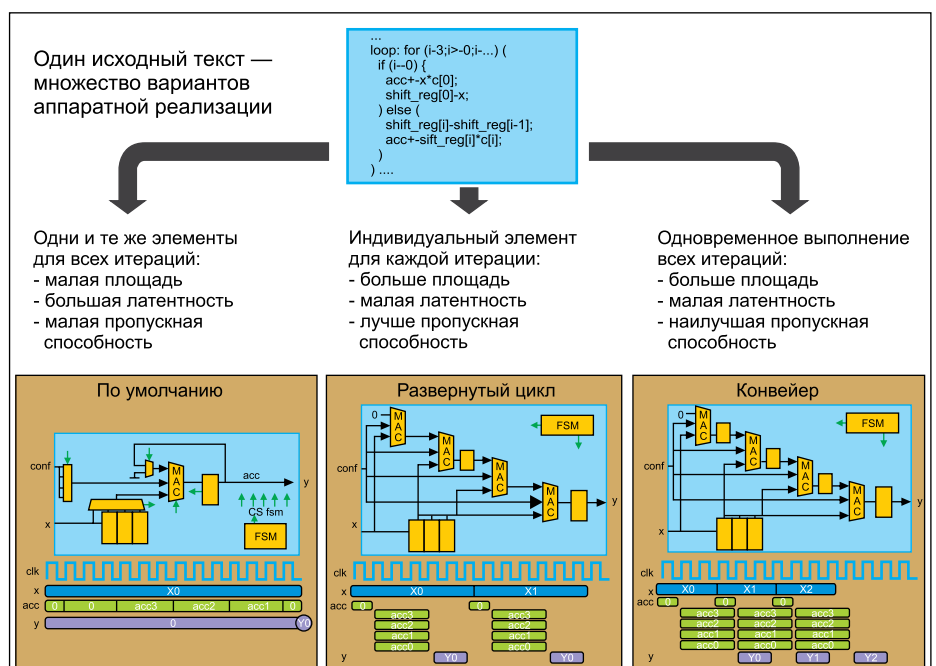 Один исходный текст —
множество вариантов
аппаратной реализации
...
loop: for (i-3;i>-0;i-...) (
if (i--0) {
acc+-x*c[0];
shift_reg[0]-x;
) else (
shift_reg[i]-shift_reg[i-1];
acc+-sift_reg[i]*c[i];
)
) ....
Одни и те же элементы
для всех итераций:
- малая площадь
- большая латентность
- малая пропускная
способность
Индивидуальный элемент
для каждой итерации:
- больше площадь
- малая латентность
- лучше пропускная
способность
Одновременное выполнение
всех итераций:
- больше площадь
- малая латентность
- наилучшая пропускная
способность
По умолчанию
conf
MAC
acc
y
CS fsm
x
FSM
clk
x X0
acc 0 0 acc3 acc2 acc1 0
y 0 Y0
Развернутый цикл
0
MAC
FSM
MAC
conf
MAC
MAC
y
x
clk
x X0 X1
acc 0 0
acc3 acc3
acc2 acc2
acc1 acc1
acc0 acc0
y Y0 Y0
Конвейер
0
MAC
FSM
MAC
conf
MAC
MAC
y
x
clk
x X0 X1 X2
acc 0 0 0
acc3 acc3 acc3
acc2 acc2 acc2
acc1 acc1 acc1
acc0 acc0 acc0
y Y0 Y1 Y2